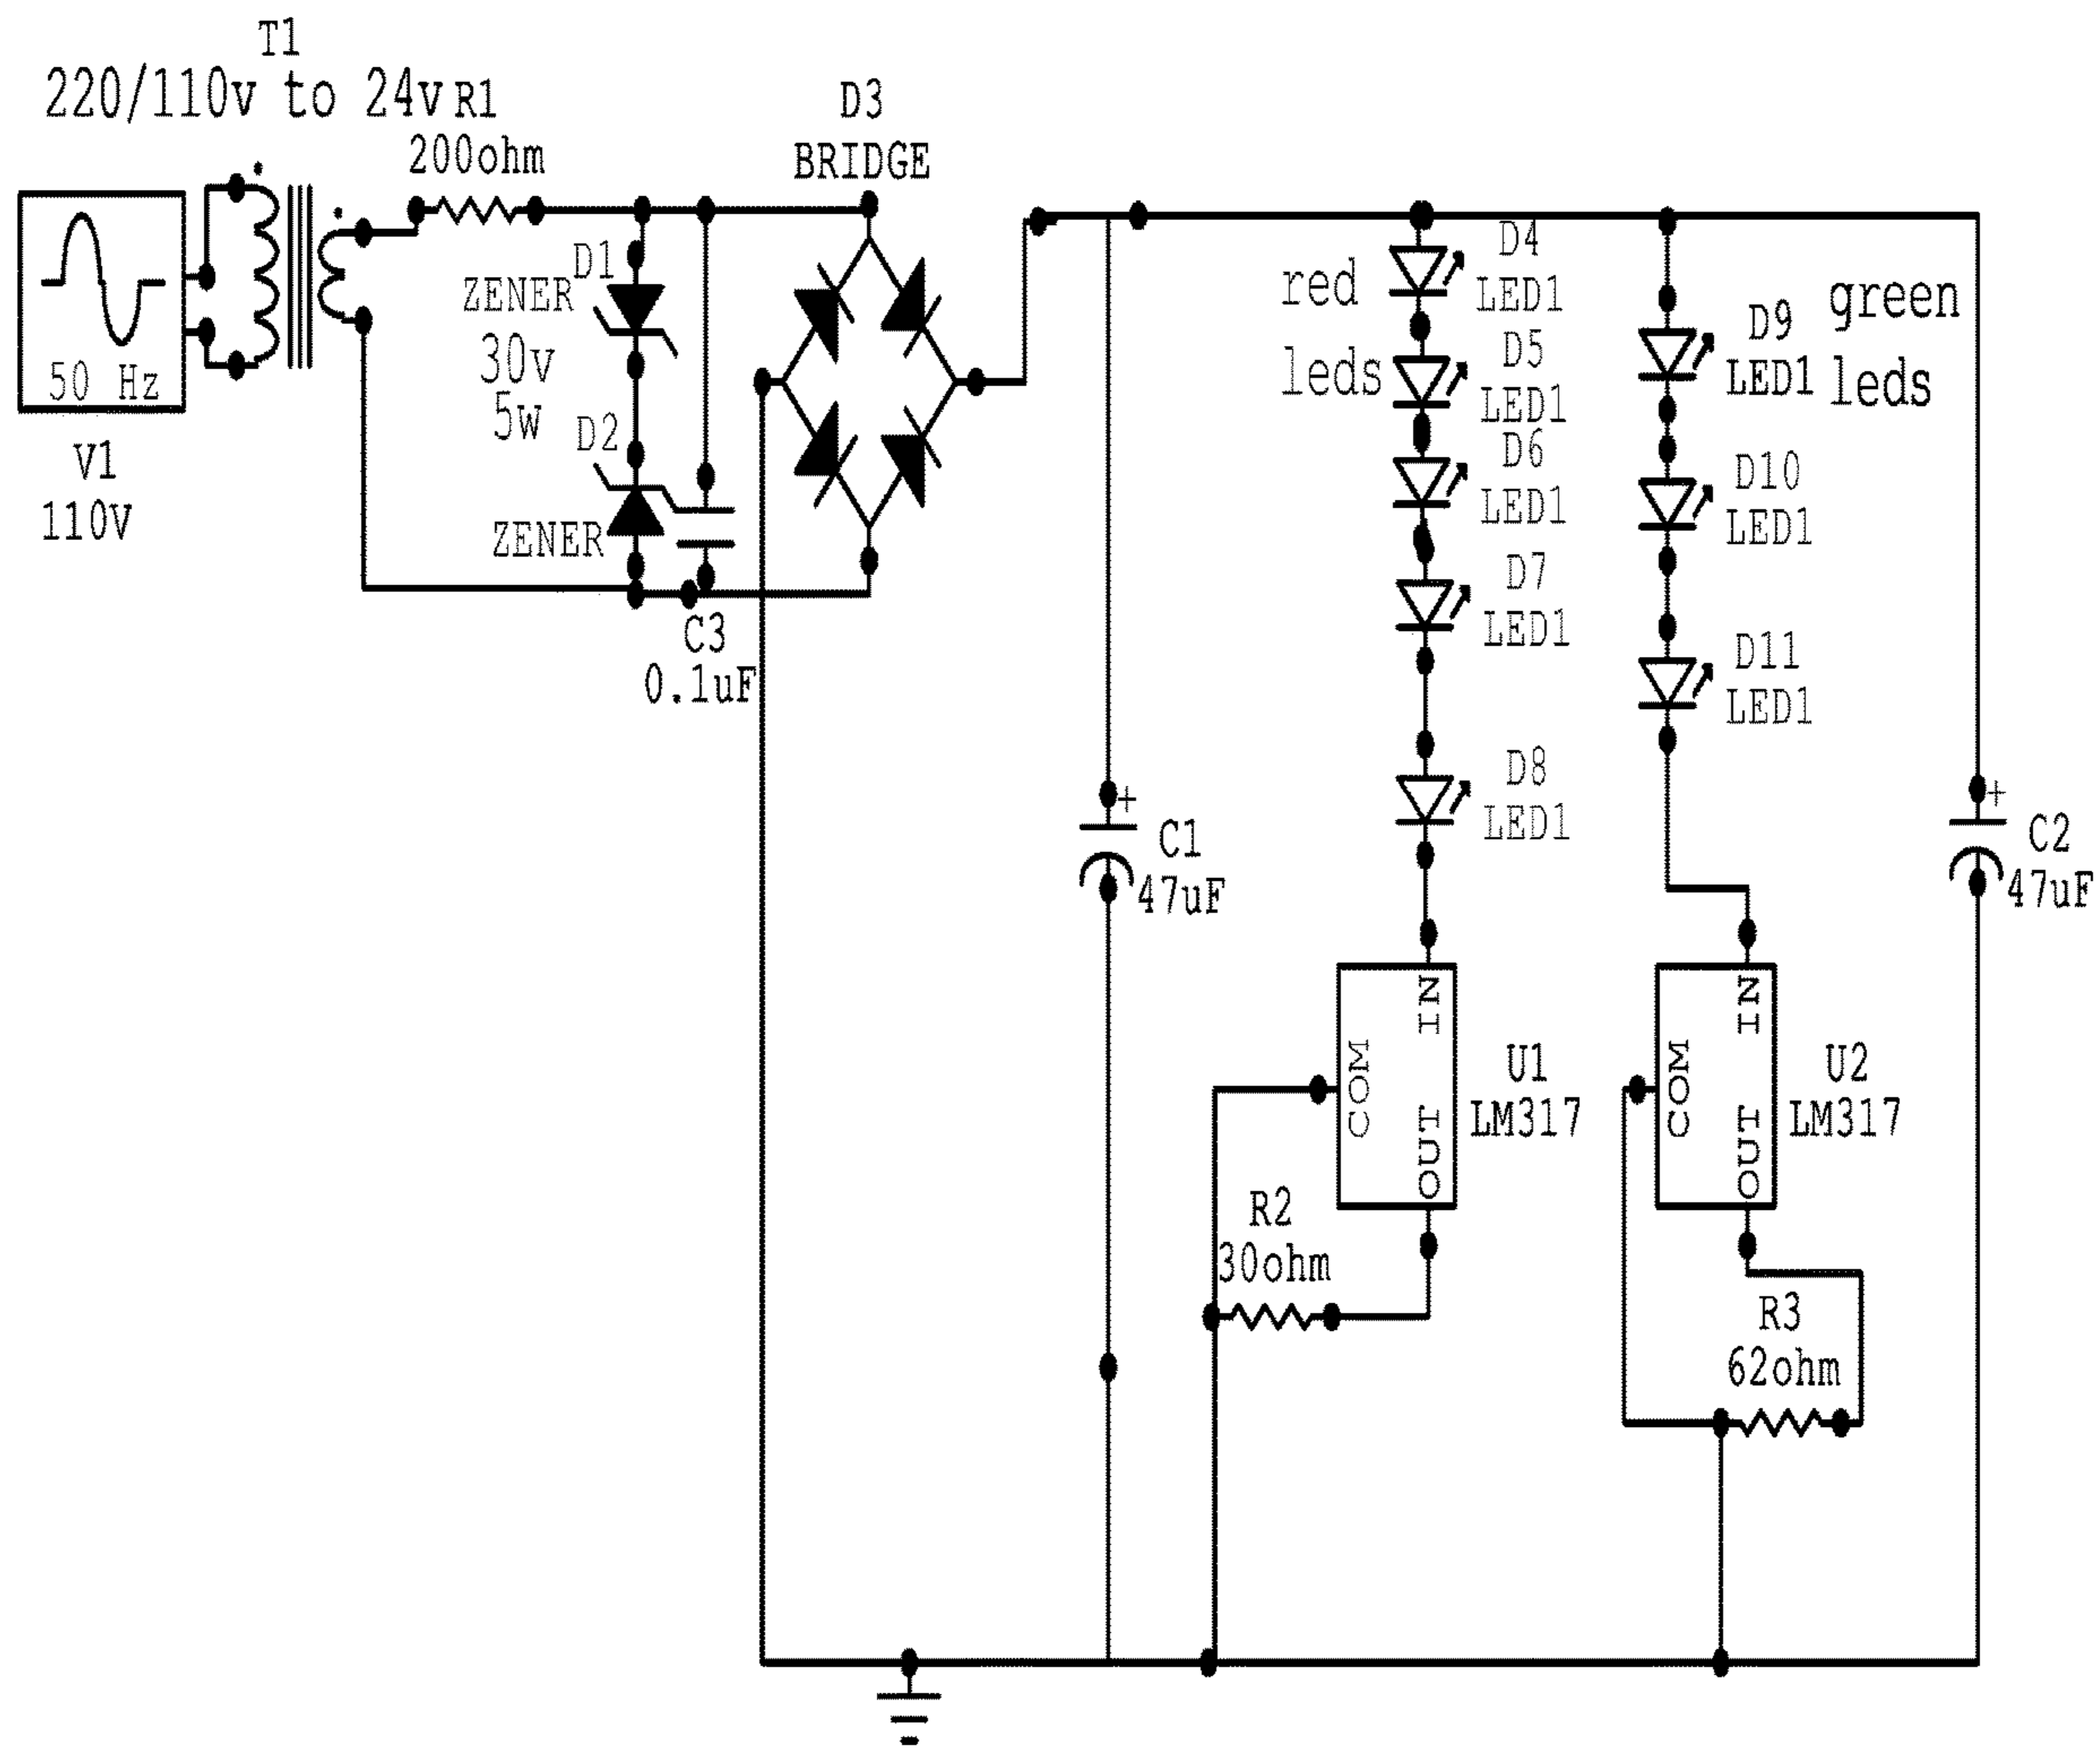 T1
220/110v to 24v
R1
200ohm
D3
BRIDGE
50 Hz
V1
110V
D1
ZENER
30v
5w
D2
ZENER
C3
0.1uF
red
leds
D4
LED1
D5
LED1
D6
LED1
D7
LED1
D8
LED1
green
leds
D9
LED1
D10
LED1
D11
LED1
+
C1
47uF
+
C2
47uF
IN
COM
OUT
U1
LM317
IN
COM
OUT
U2
LM317
R2
30ohm
R3
62ohm